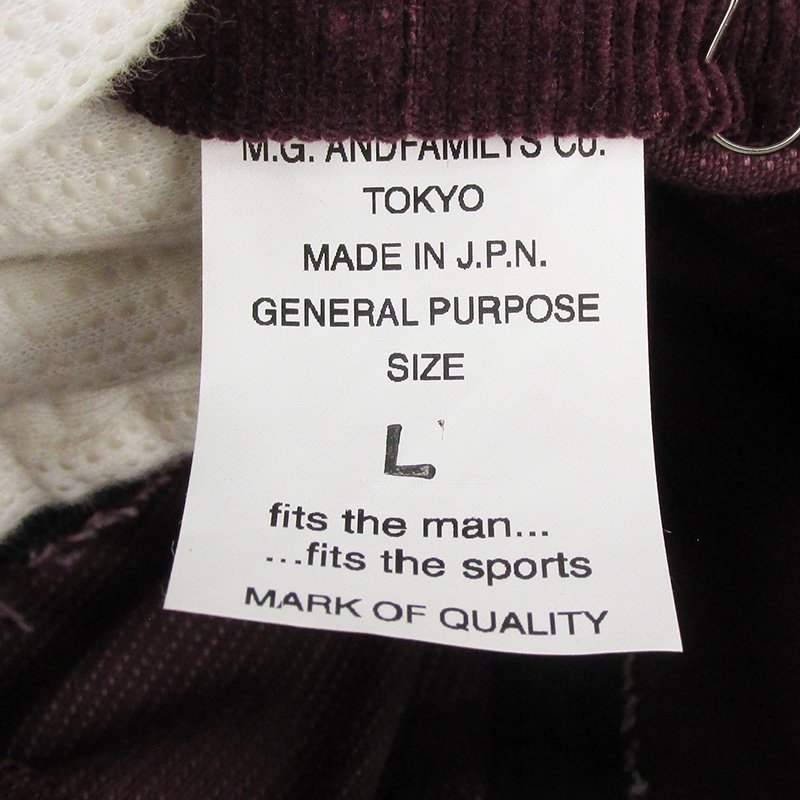 M.G. ANDFAMILYS Co.
TOKYO
MADE IN J.P.N.
GENERAL PURPOSE
SIZE
L
fits the man...
...fits the sports
MARK OF QUALITY